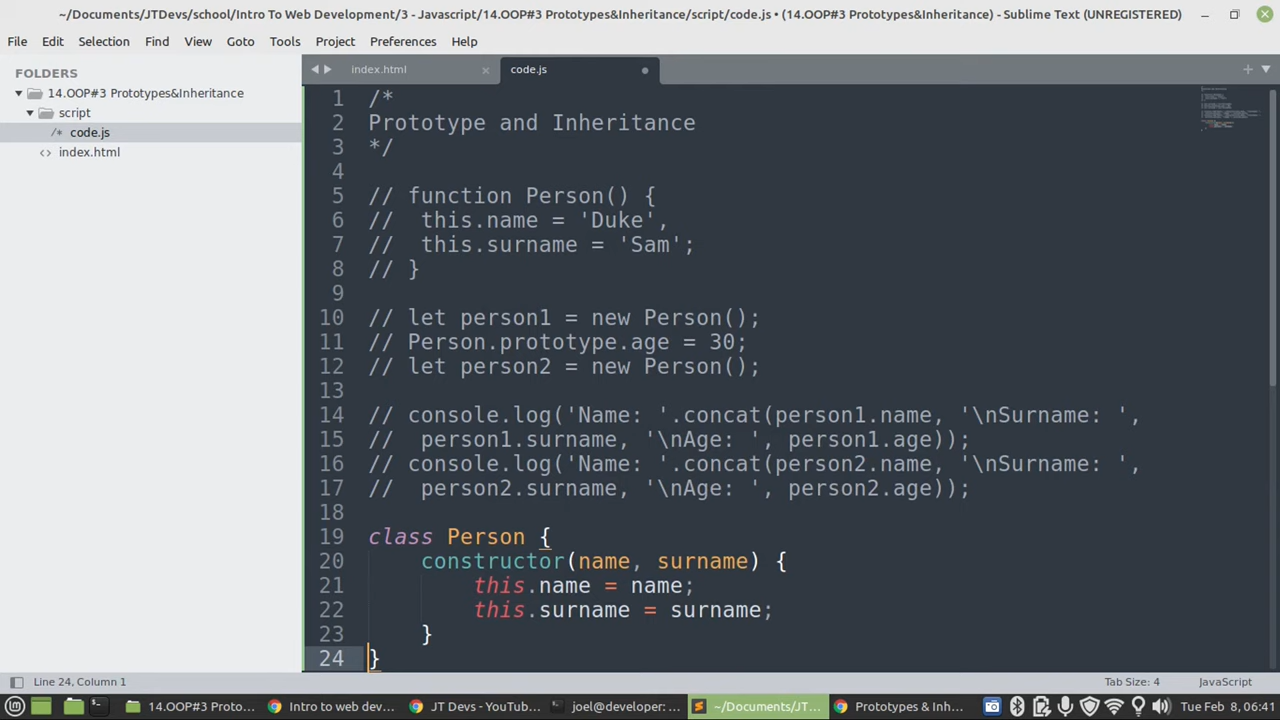 ~/Documents/JTDevs/school/Intro To Web Development/3 - Javascript/14.OOP#3 Prototypes&Inheritance/script/code.js • (14.OOP#3 Prototypes&Inheritance) - Sublime Text (UNREGISTERED)
File Edit Selection Find View Goto Tools Project Preferences Help
FOLDERS
14.OOP#3 Prototypes&Inheritance
script
/* code.js
<> index.html
index.html code.js
1 /*
2 Prototype and Inheritance
3 */
4
5 // function Person() {
6 //  this.name = 'Duke',
7 //  this.surname = 'Sam';
8 // }
9
10 // let person1 = new Person();
11 // Person.prototype.age = 30;
12 // let person2 = new Person();
13
14 // console.log('Name: '.concat(person1.name, '\nSurname: ',
15 //  person1.surname, '\nAge: ', person1.age));
16 // console.log('Name: '.concat(person2.name, '\nSurname: ',
17 //  person2.surname, '\nAge: ', person2.age));
18
19 class Person {
20     constructor(name, surname) {
21         this.name = name;
22         this.surname = surname;
23     }
24 }
Line 24, Column 1 Tab Size: 4 JavaScript
14.OOP#3 Proto... Intro to web dev... JT Devs - YouTub... joel@developer: ... ~/Documents/JT... Prototypes & Inh... Tue Feb 8, 06:41